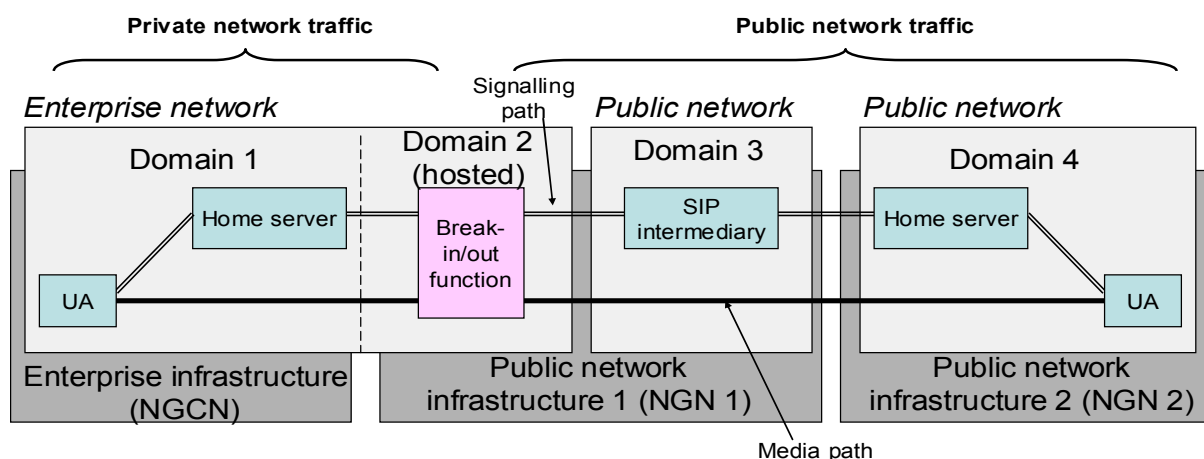 Private network traffic
Public network traffic
Signalling
path
Enterprise network
Public network
Public network
Domain 1
Domain 2
(hosted)
Domain 3
Domain 4
Home server
Break-
in/out
function
SIP
intermediary
Home server
UA
UA
Enterprise infrastructure
(NGCN)
Public network
infrastructure 1 (NGN 1)
Public network
infrastructure 2 (NGN 2)
Media path